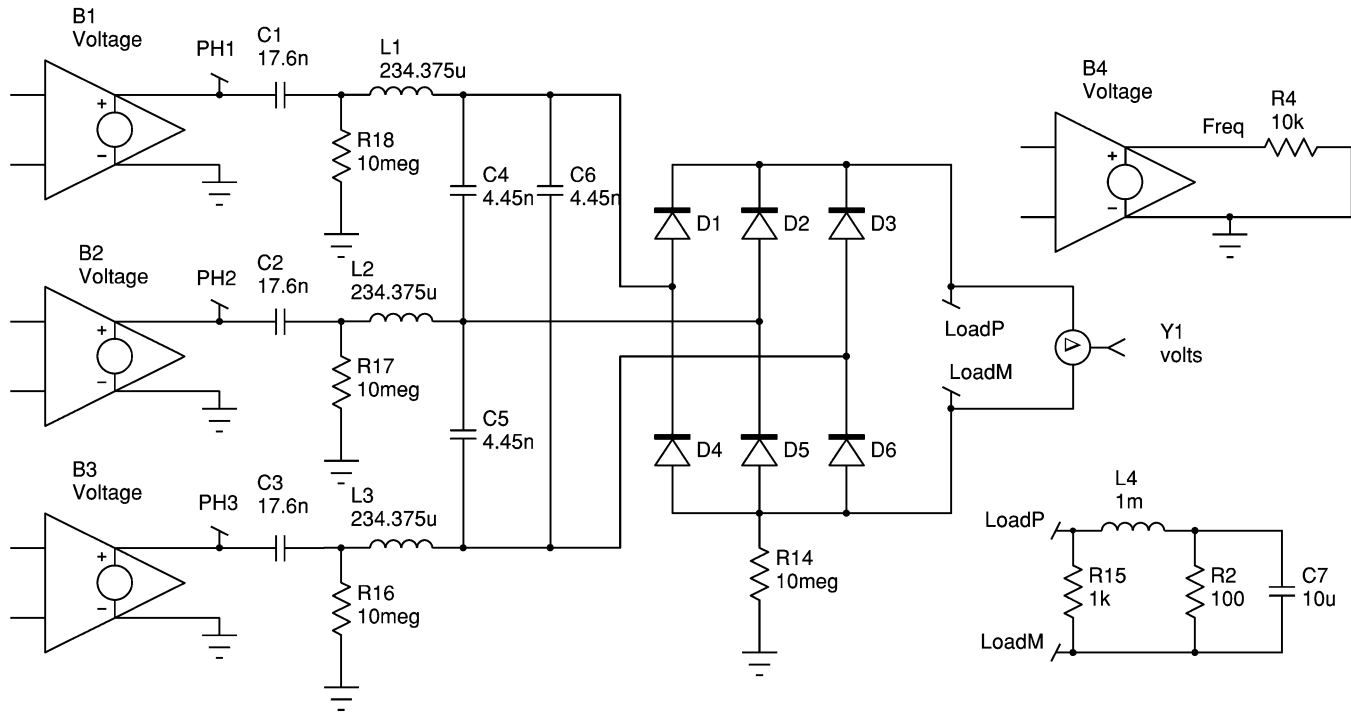 B1
Voltage
PH1
C1
17.6n
L1
234.375u
R18
10meg
C4
4.45n
C6
4.45n
B2
Voltage
PH2
C2
17.6n
L2
234.375u
R17
10meg
C5
4.45n
B3
Voltage
PH3
C3
17.6n
L3
234.375u
R16
10meg
D1
D2
D3
D4
D5
D6
R14
10meg
B4
Voltage
Freq
R4
10k
LoadP
LoadM
Y1
volts
L4
1m
LoadP
R15
1k
R2
100
C7
10u
LoadM